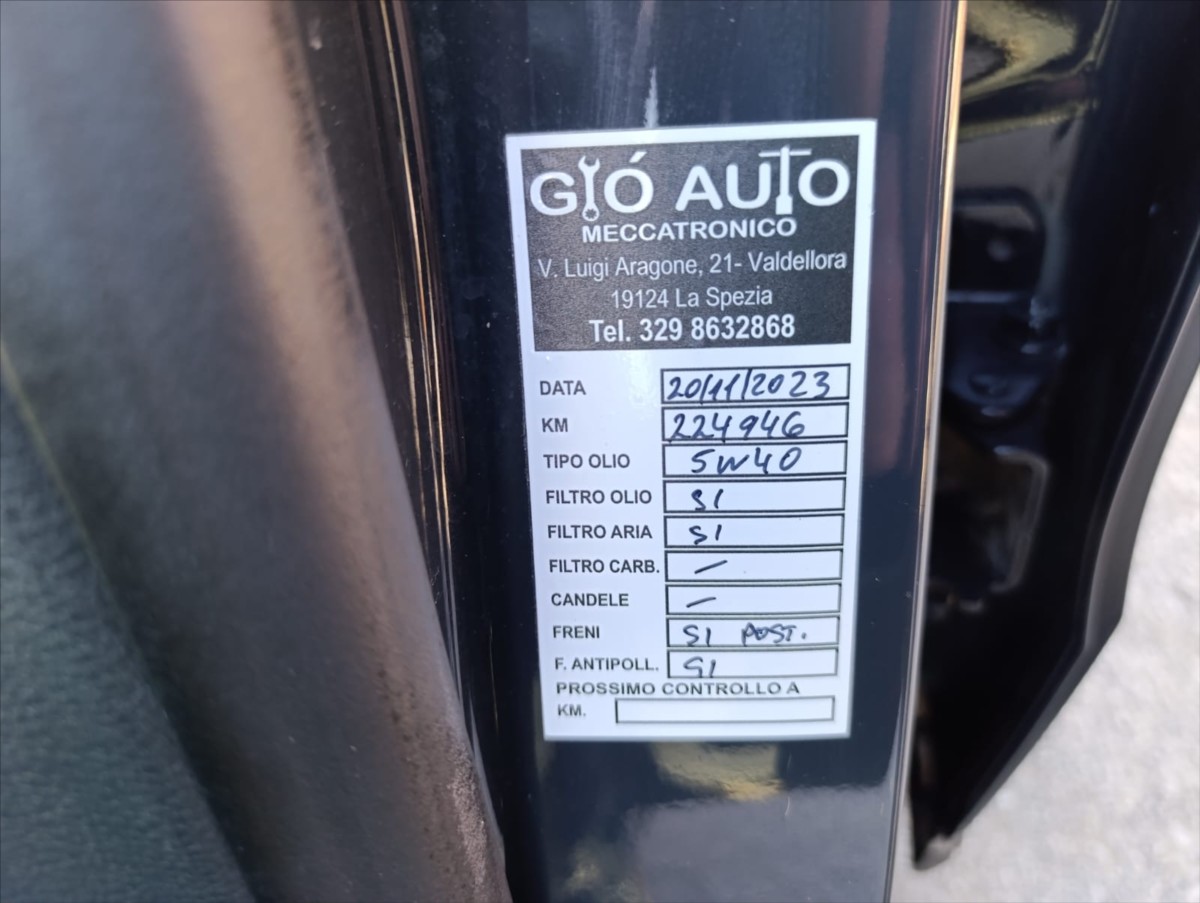 GIÓ AUTO
MECCATRONICO
V. Luigi Aragone, 21- Valdellora
19124 La Spezia
Tel. 329 8632868
DATA 20/11/2023
KM 224946
TIPO OLIO 5W40
FILTRO OLIO SI
FILTRO ARIA SI
FILTRO CARB. —
CANDELE —
FRENI SI POST.
F. ANTIPOLL. SI
PROSSIMO CONTROLLO A
KM.